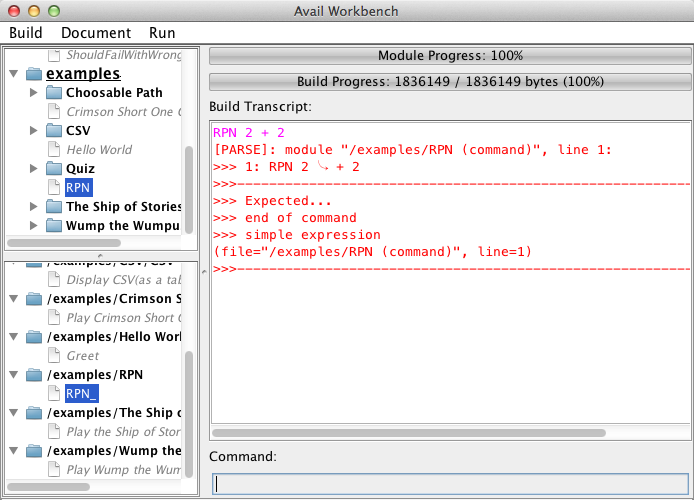 Avail Workbench
Build Document Run
ShouldFailWithWrong
examples
Choosable Path
Crimson Short One
CSV
Hello World
Quiz
RPN
The Ship of Stories
Wump the Wumpu
/examples/CSV/CSV
Display CSV(as a tab
/examples/Crimson S
Play Crimson Short
/examples/Hello Worl
Greet
/examples/RPN
RPN_
/examples/The Ship o
Play the Ship of Stor
/examples/Wump the
Play Wump the Wum
Module Progress: 100%
Build Progress: 1836149 / 1836149 bytes (100%)
Build Transcript:
RPN 2 + 2
[PARSE]: module "/examples/RPN (command)", line 1:
>>> 1: RPN 2 ⤷ + 2
>>>---------------------------------------------------------
>>> Expected...
>>> end of command
>>> simple expression
(file="/examples/RPN (command)", line=1)
>>>---------------------------------------------------------
Command: